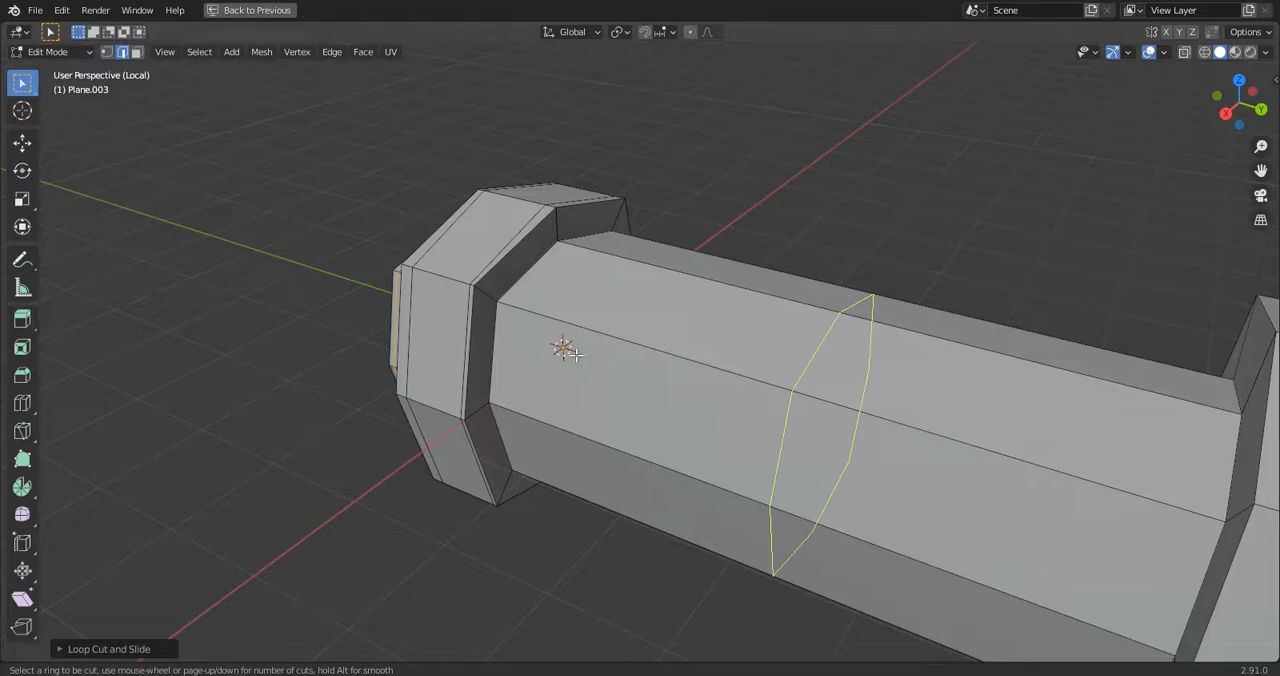 File Edit Render Window Help Back to Previous Scene View Layer
Global Options
Edit Mode View Select Add Mesh Vertex Edge Face UV
User Perspective (Local)
(1) Plane.003
Loop Cut and Slide
Select a ring to be cut, use mouse-wheel or page-up/down for number of cuts, hold Alt for smooth 2.91.0
X Y Z
Z
Y
X